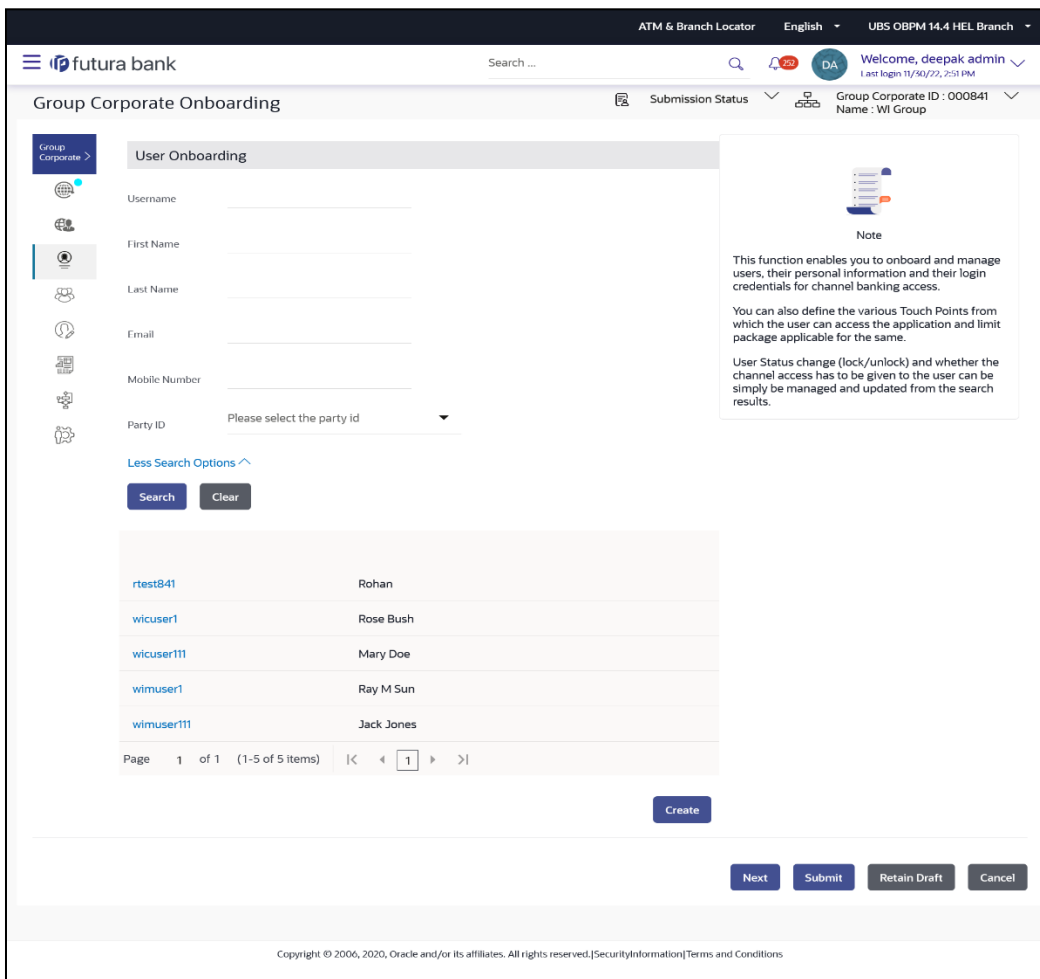 ATM & Branch Locator English UBS OBPM 14.4 HEL Branch
futura bank Search ... 252 DA Welcome, deepak admin
Last login 11/30/22, 2:51 PM
Group Corporate Onboarding Submission Status Group Corporate ID : 000841
Name : WI Group
Group
Corporate >
User Onboarding
Username
First Name
Last Name
Email
Mobile Number
Party ID Please select the party id
Less Search Options
Search Clear
Note
This function enables you to onboard and manage
users, their personal information and their login
credentials for channel banking access.
You can also define the various Touch Points from
which the user can access the application and limit
package applicable for the same.
User Status change (lock/unlock) and whether the
channel access has to be given to the user can be
simply be managed and updated from the search
results.
rtest841 Rohan
wicuser1 Rose Bush
wicuser111 Mary Doe
wimuser1 Ray M Sun
wimuser111 Jack Jones
Page 1 of 1 (1-5 of 5 items) 1
Create
Next Submit Retain Draft Cancel
Copyright © 2006, 2020, Oracle and/or its affiliates. All rights reserved.|SecurityInformation|Terms and Conditions